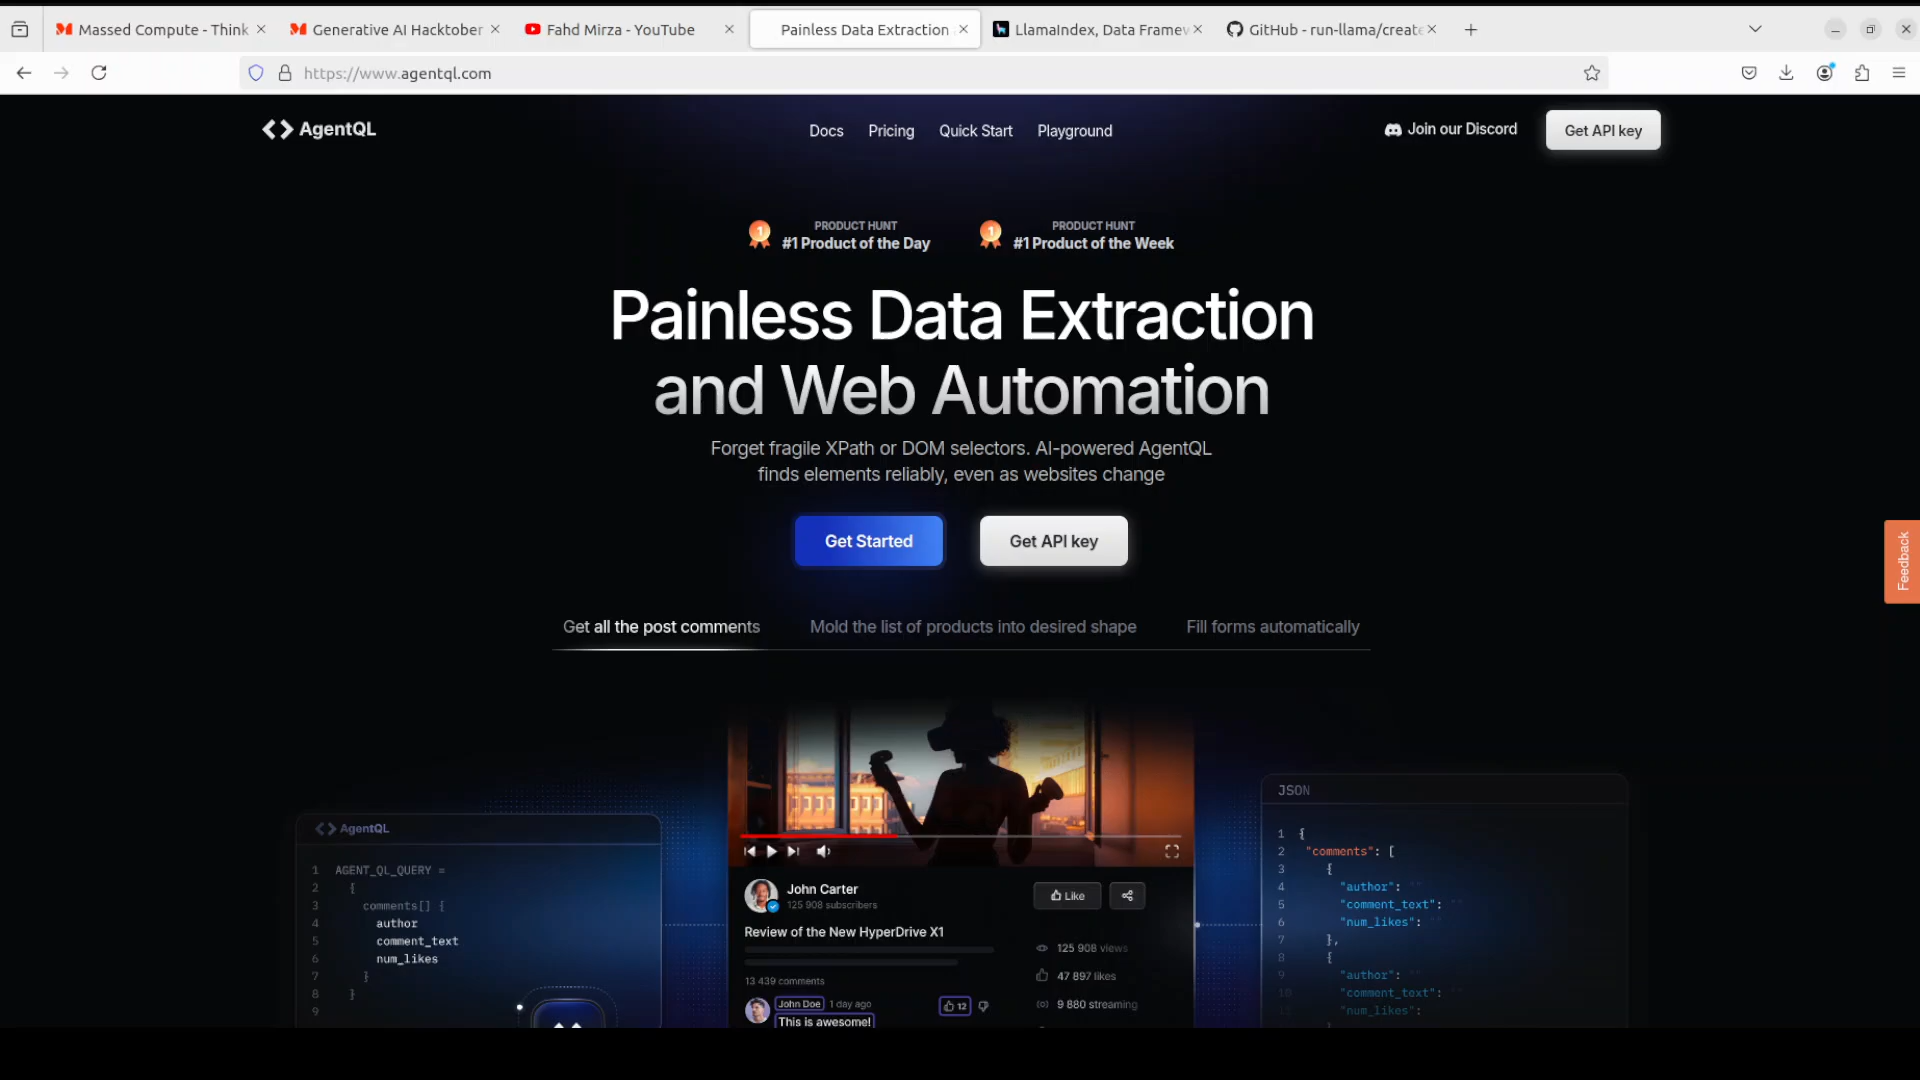 Massed Compute - Think
Generative AI Hacktober
Fahd Mirza - YouTube
Painless Data Extraction
LlamaIndex, Data Framew
GitHub - run-llama/create
https://www.agentql.com
AgentQL
Docs
Pricing
Quick Start
Playground
Join our Discord
Get API key
PRODUCT HUNT
#1 Product of the Day
PRODUCT HUNT
#1 Product of the Week
Painless Data Extraction
and Web Automation
Forget fragile XPath or DOM selectors. AI-powered AgentQL
finds elements reliably, even as websites change
Get Started
Get API key
Feedback
Get all the post comments
Mold the list of products into desired shape
Fill forms automatically
AgentQL
1 AGENT_QL_QUERY =
2 {
3 comments[] {
4 author
5 comment_text
6 num_likes
7 }
8 }
9
John Carter
125 908 subscribers
Like
Review of the New HyperDrive X1
125 908 views
47 897 likes
9 880 streaming
13 439 comments
John Doe 1 day ago
12
This is awesome!
JSON
1 {
2 "comments": [
3 {
4 "author": ""
5 "comment_text": ""
6 "num_likes": ""
7 },
8 {
9 "author": ""
10 "comment_text": ""
11 "num_likes": ""